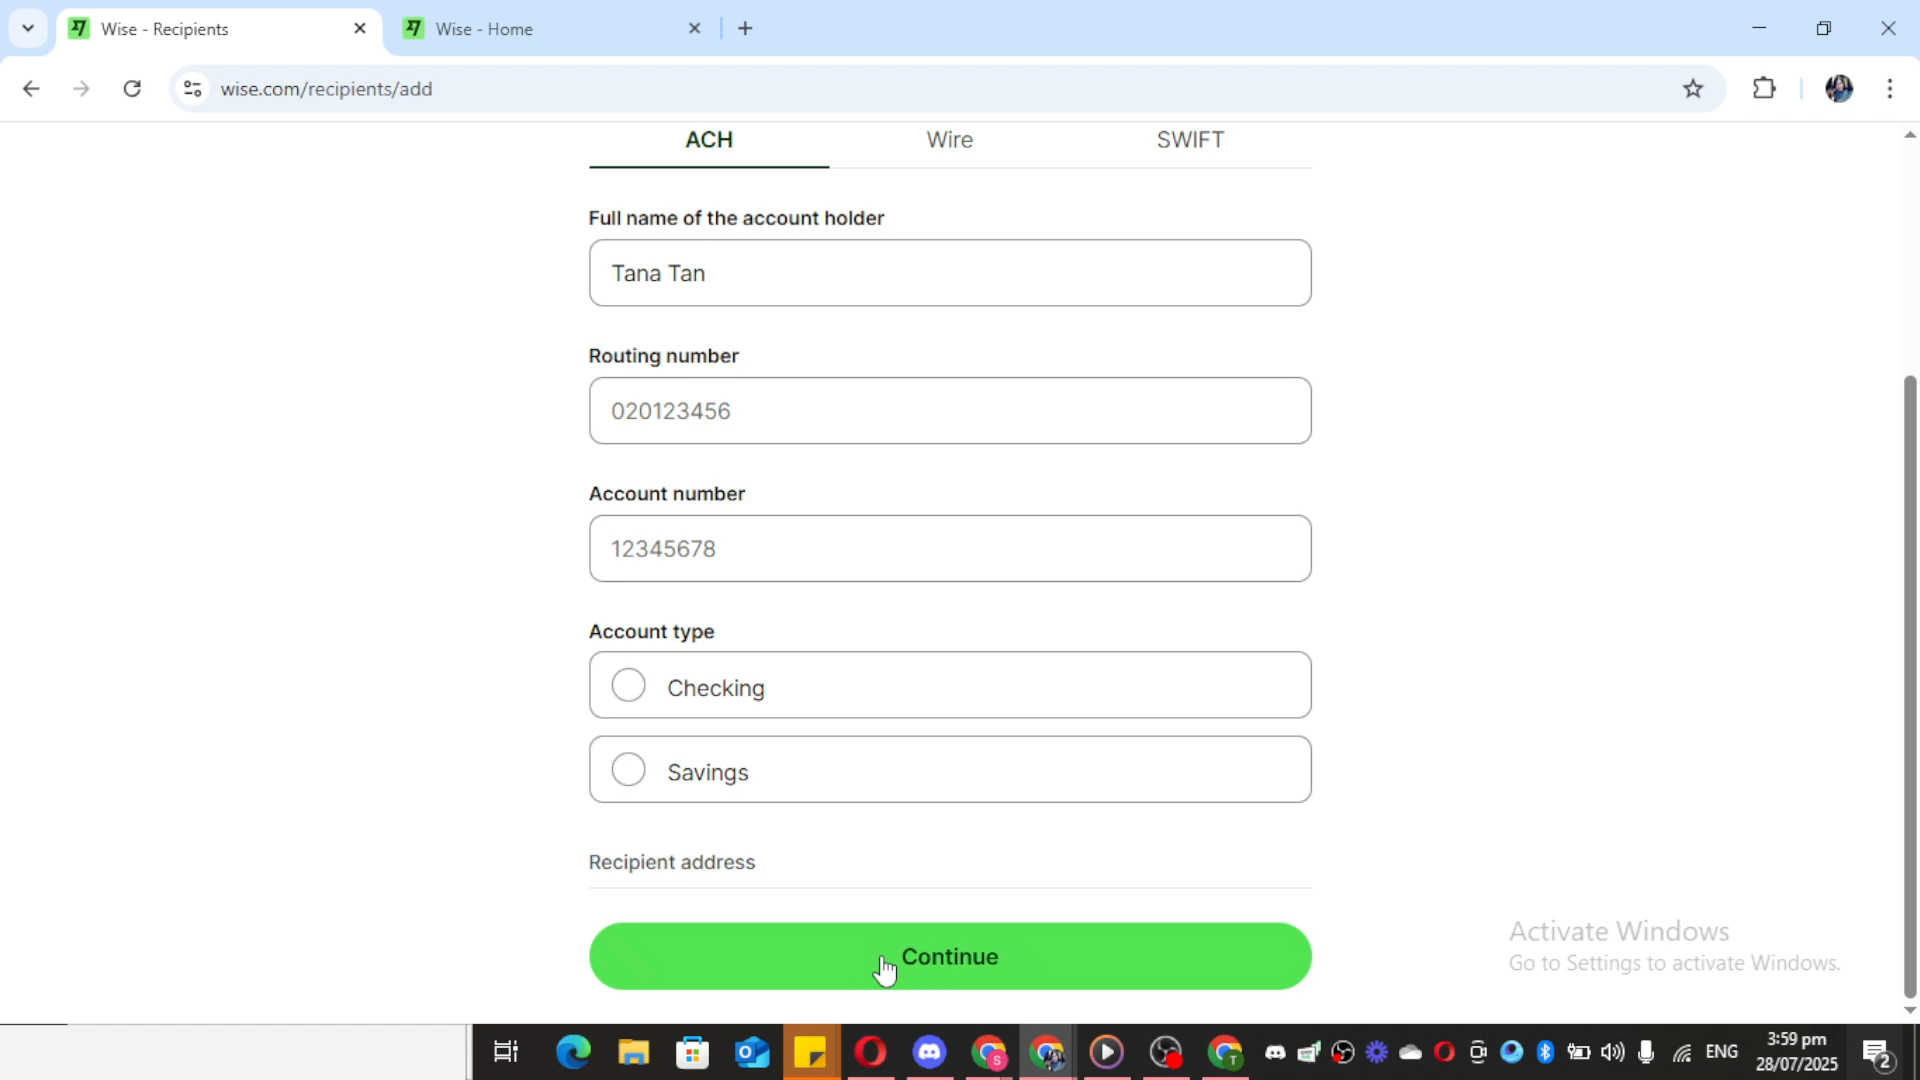 Wise - Recipients
Wise - Home
wise.com/recipients/add
ACH
Wire
SWIFT
Full name of the account holder
Tana Tan
Routing number
020123456
Account number
12345678
Account type
Checking
Savings
Recipient address
Continue
Activate Windows
Go to Settings to activate Windows.
S
T
ENG
3:59 pm
28/07/2025
2